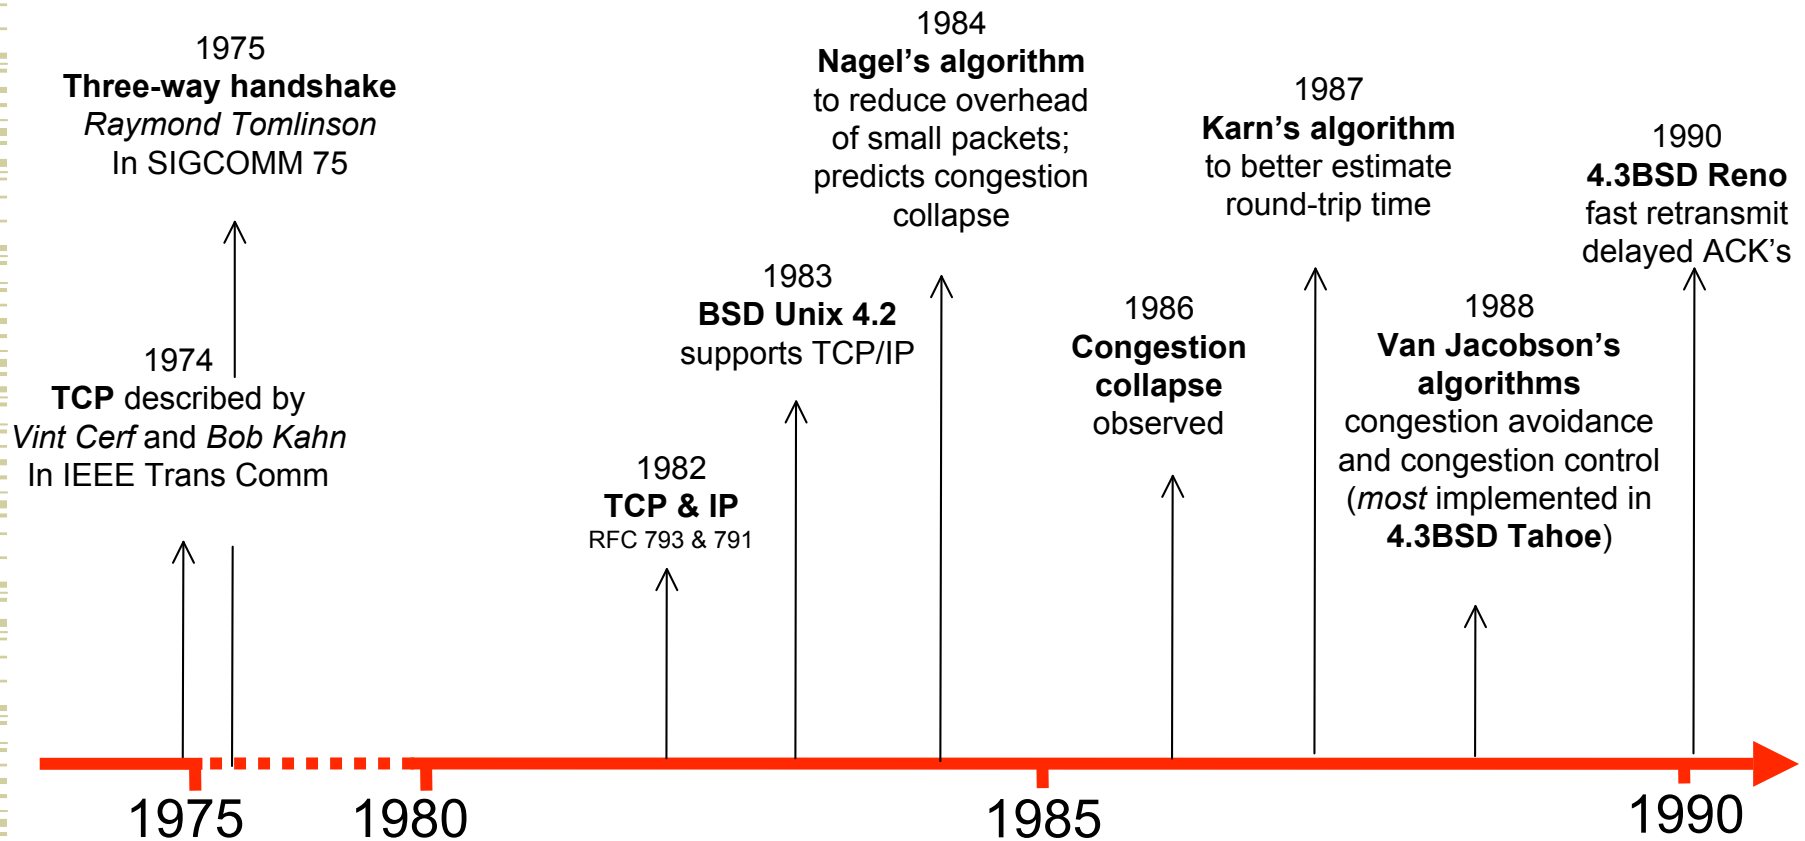 1975
Three-way handshake
Raymond Tomlinson
In SIGCOMM 75
1974
TCP described by
Vint Cerf and Bob Kahn
In IEEE Trans Comm
1982
TCP & IP
RFC 793 & 791
1983
BSD Unix 4.2
supports TCP/IP
1984
Nagel’s algorithm
to reduce overhead
of small packets;
predicts congestion
collapse
1986
Congestion
collapse
observed
1987
Karn’s algorithm
to better estimate
round-trip time
1988
Van Jacobson’s
algorithms
congestion avoidance
and congestion control
(most implemented in
4.3BSD Tahoe)
1990
4.3BSD Reno
fast retransmit
delayed ACK’s
1975
1980
1985
1990